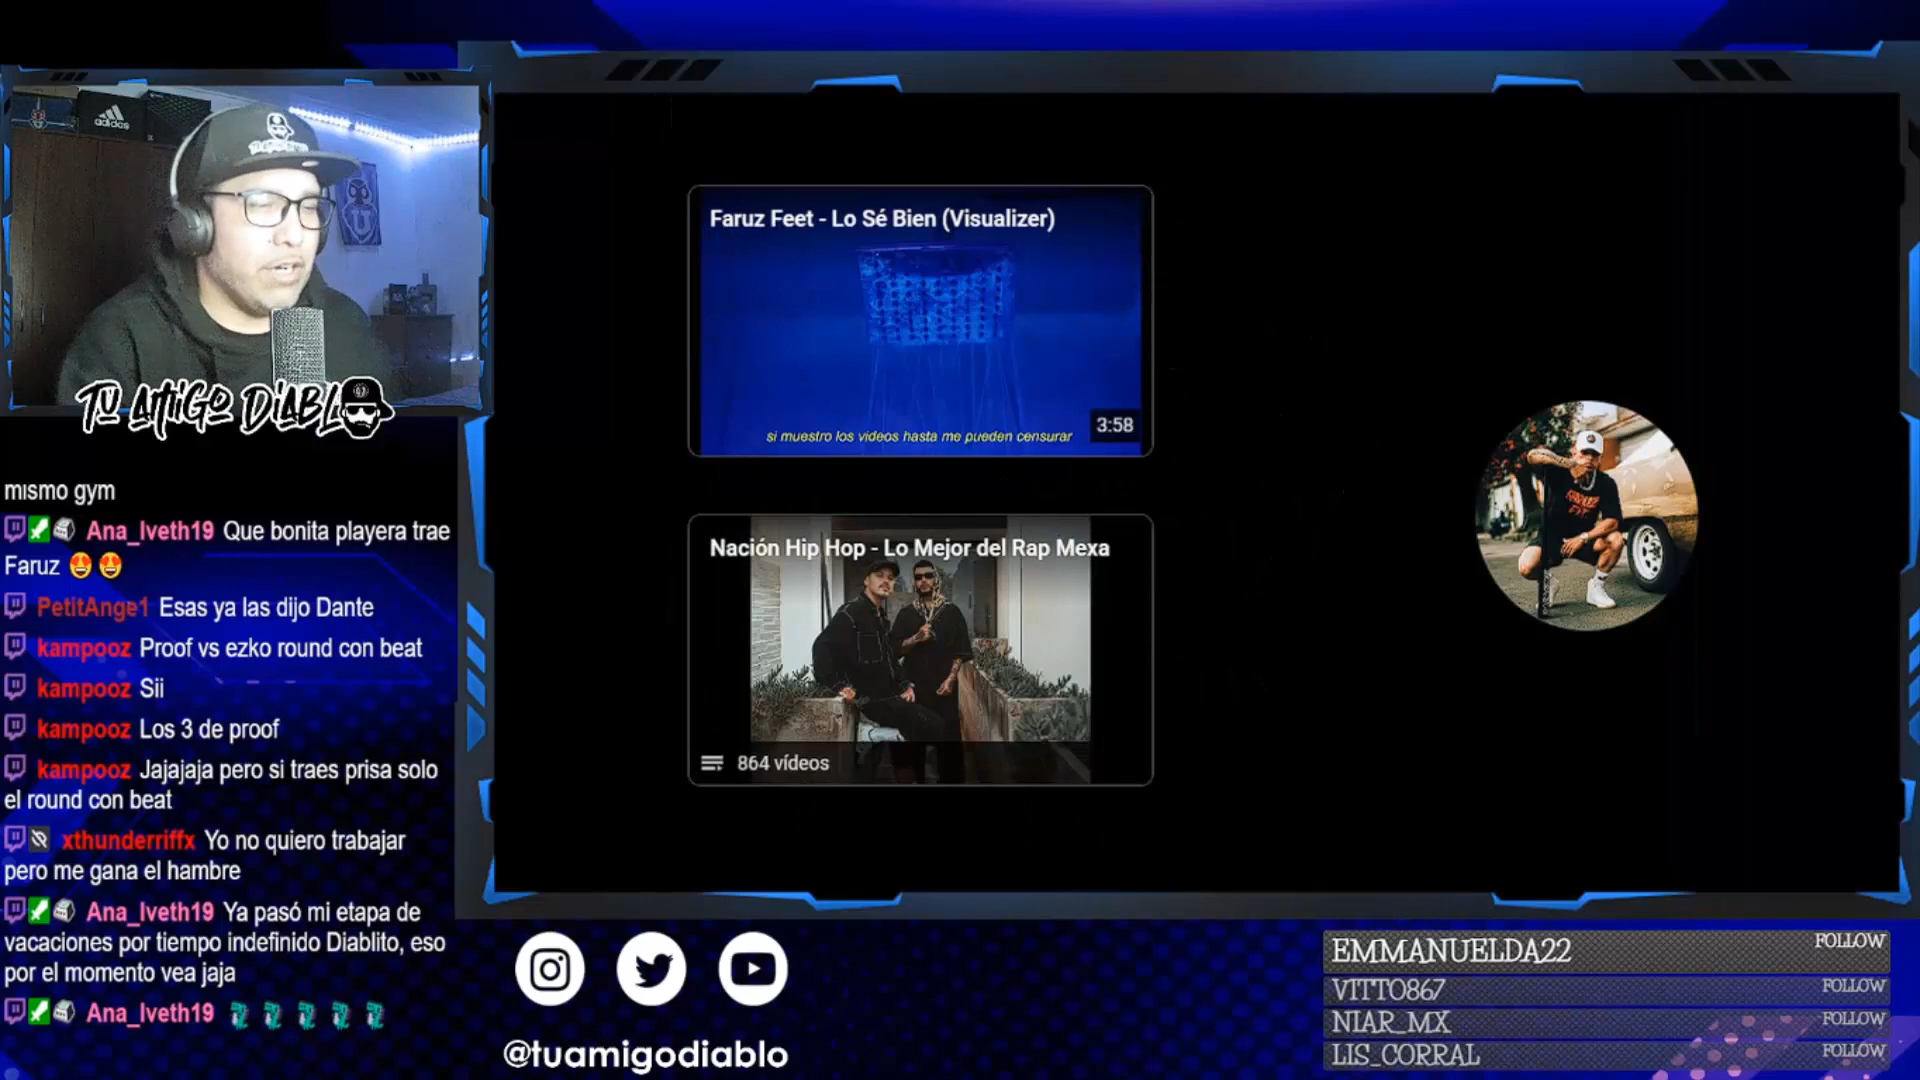 adidas
U
TU AMIGO DIABLO
mismo gym
Ana_Iveth19 Que bonita playera trae
Faruz 😍 😍
PetitAnge1 Esas ya las dijo Dante
kampooz Proof vs ezko round con beat
kampooz Sii
kampooz Los 3 de proof
kampooz Jajajaja pero si traes prisa solo
el round con beat
xthunderriffx Yo no quiero trabajar
pero me gana el hambre
Ana_Iveth19 Ya pasó mi etapa de
vacaciones por tiempo indefinido Diablito, eso
por el momento vea jaja
Ana_Iveth19
Faruz Feet - Lo Sé Bien (Visualizer)
si muestro los videos hasta me pueden censurar
3:58
Nación Hip Hop - Lo Mejor del Rap Mexa
864 vídeos
@tuamigodiablo
EMMANUELDA22 FOLLOW
VITTO867 FOLLOW
NIAR_MX FOLLOW
LIS_CORRAL FOLLOW